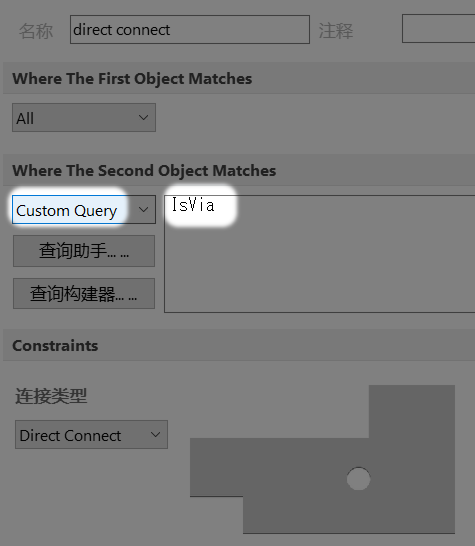 名称 direct connect 注释
Where The First Object Matches
All
Where The Second Object Matches
Custom Query IsVia
查询助手... ...
查询构建器... ...
Constraints
连接类型
Direct Connect